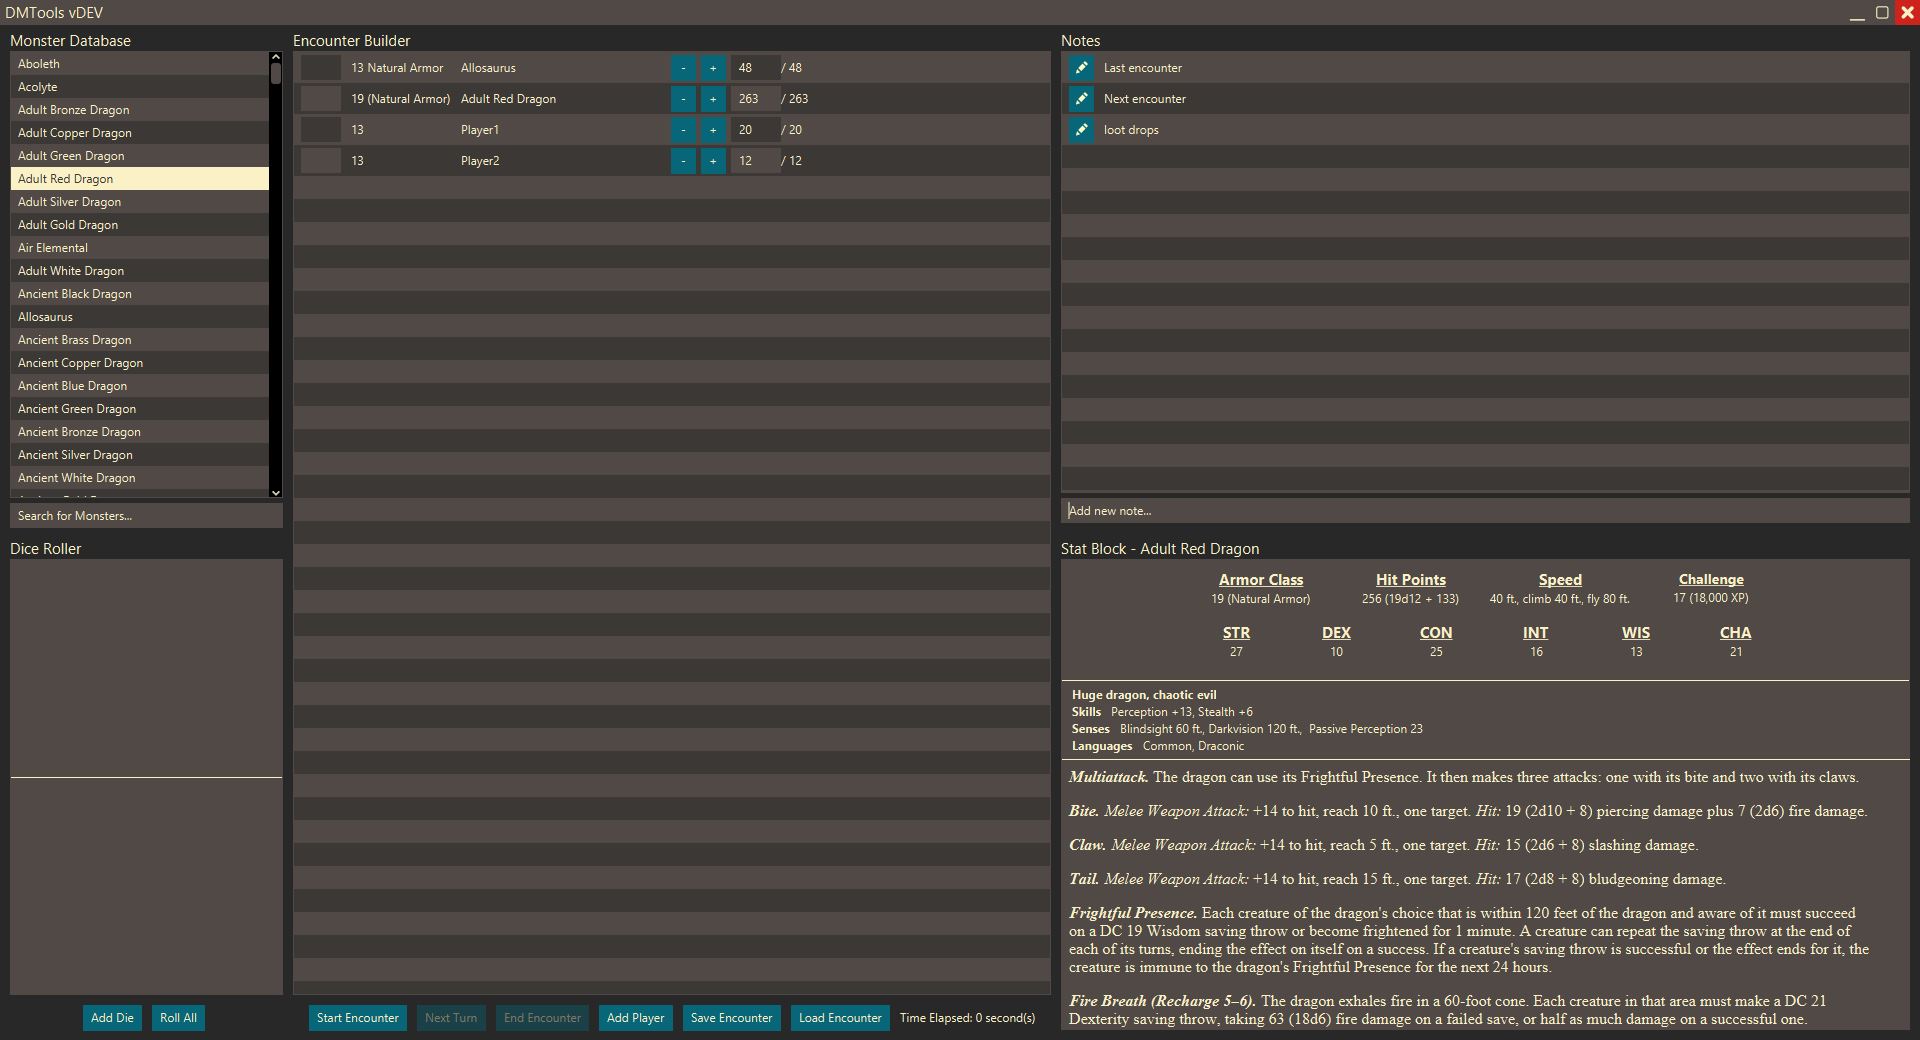 DMTools vDEV
Monster Database
Aboleth
Acolyte
Adult Bronze Dragon
Adult Copper Dragon
Adult Green Dragon
Adult Red Dragon
Adult Silver Dragon
Adult Gold Dragon
Air Elemental
Adult White Dragon
Ancient Black Dragon
Allosaurus
Ancient Brass Dragon
Ancient Copper Dragon
Ancient Blue Dragon
Ancient Green Dragon
Ancient Bronze Dragon
Ancient Silver Dragon
Ancient White Dragon
Search for Monsters...
Dice Roller
Add Die Roll All
Encounter Builder
13 Natural Armor Allosaurus - + 48 / 48
19 (Natural Armor) Adult Red Dragon - + 263 / 263
13 Player1 - + 20 / 20
13 Player2 - + 12 / 12
Start Encounter Next Turn End Encounter Add Player Save Encounter Load Encounter Time Elapsed: 0 second(s)
Notes
Last encounter
Next encounter
loot drops
Add new note...
Stat Block - Adult Red Dragon
Armor Class Hit Points Speed Challenge
19 (Natural Armor) 256 (19d12 + 133) 40 ft., climb 40 ft., fly 80 ft. 17 (18,000 XP)
STR DEX CON INT WIS CHA
27 10 25 16 13 21
Huge dragon, chaotic evil
Skills Perception +13, Stealth +6
Senses Blindsight 60 ft., Darkvision 120 ft., Passive Perception 23
Languages Common, Draconic
Multiattack. The dragon can use its Frightful Presence. It then makes three attacks: one with its bite and two with its claws.
Bite. Melee Weapon Attack: +14 to hit, reach 10 ft., one target. Hit: 19 (2d10 + 8) piercing damage plus 7 (2d6) fire damage.
Claw. Melee Weapon Attack: +14 to hit, reach 5 ft., one target. Hit: 15 (2d6 + 8) slashing damage.
Tail. Melee Weapon Attack: +14 to hit, reach 15 ft., one target. Hit: 17 (2d8 + 8) bludgeoning damage.
Frightful Presence. Each creature of the dragon's choice that is within 120 feet of the dragon and aware of it must succeed
on a DC 19 Wisdom saving throw or become frightened for 1 minute. A creature can repeat the saving throw at the end of
each of its turns, ending the effect on itself on a success. If a creature's saving throw is successful or the effect ends for it, the
creature is immune to the dragon's Frightful Presence for the next 24 hours.
Fire Breath (Recharge 5–6). The dragon exhales fire in a 60-foot cone. Each creature in that area must make a DC 21
Dexterity saving throw, taking 63 (18d6) fire damage on a failed save, or half as much damage on a successful one.